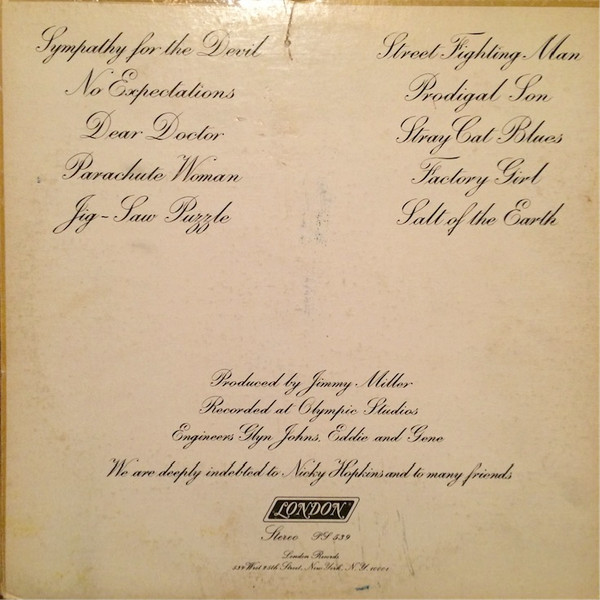 Sympathy for the Devil
No Expectations
Dear Doctor
Parachute Woman
Jig-Saw Puzzle
Street Fighting Man
Prodigal Son
Stray Cat Blues
Factory Girl
Salt of the Earth
Produced by Jimmy Miller
Recorded at Olympic Studios
Engineers Glyn Johns, Eddie and Gene
We are deeply indebted to Nicky Hopkins and to many friends
LONDON
Stereo PS 539
London Records
539 West 25th Street, New York, N.Y. 10001